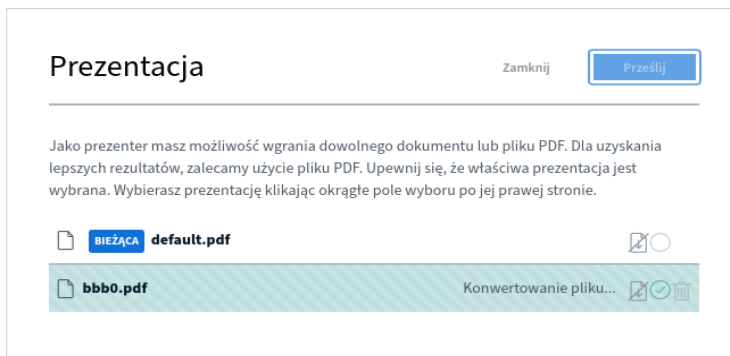 Prezentacja
Zamknij
Prześlij
Jako prezenter masz możliwość wgrania dowolnego dokumentu lub pliku PDF. Dla uzyskania
lepszych rezultatów, zalecamy użycie pliku PDF. Upewnij się, że właściwa prezentacja jest
wybrana. Wybierasz prezentację klikając okrągłe pole wyboru po jej prawej stronie.
BIEŻĄCA default.pdf
bbb0.pdf
Konwertowanie pliku...